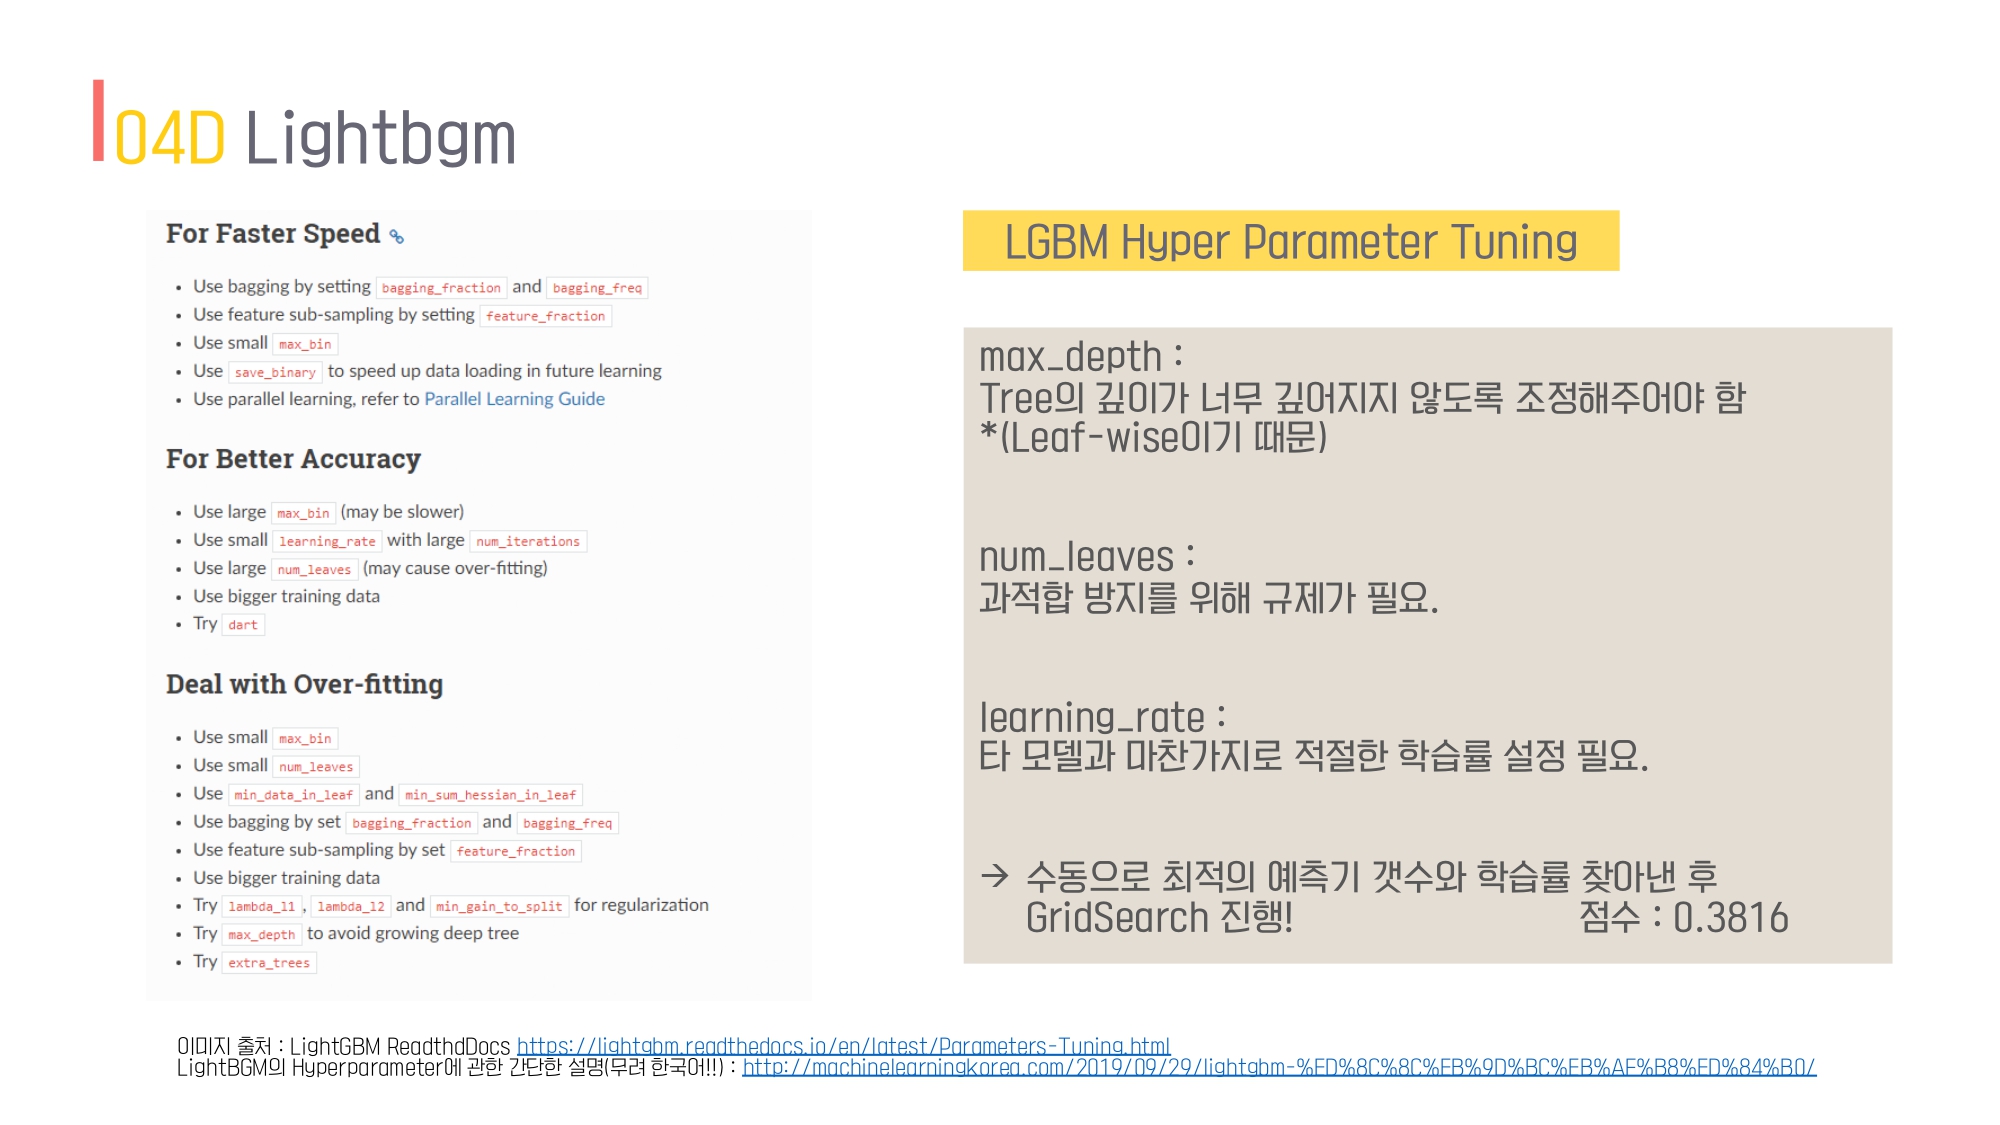 04D Lightbgm
For Faster Speed
• Use bagging by setting bagging_fraction and bagging_freq
• Use feature sub-sampling by setting feature_fraction
• Use small max_bin
• Use save_binary to speed up data loading in future learning
• Use parallel learning, refer to Parallel Learning Guide
For Better Accuracy
• Use large max_bin (may be slower)
• Use small learning_rate with large num_iterations
• Use large num_leaves (may cause over-fitting)
• Use bigger training data
• Try dart
Deal with Over-fitting
• Use small max_bin
• Use small num_leaves
• Use min_data_in_leaf and min_sum_hessian_in_leaf
• Use bagging by set bagging_fraction and bagging_freq
• Use feature sub-sampling by set feature_fraction
• Use bigger training data
• Try lambda_l1, lambda_l2 and min_gain_to_split for regularization
• Try max_depth to avoid growing deep tree
• Try extra_trees
LGBM Hyper Parameter Tuning
max_depth :
Tree의 깊이가 너무 깊어지지 않도록 조정해주어야 함
*(Leaf-wise이기 때문)
num_leaves :
과적합 방지를 위해 규제가 필요.
learning_rate :
타 모델과 마찬가지로 적절한 학습률 설정 필요.
→ 수동으로 최적의 예측기 갯수와 학습률 찾아낸 후
GridSearch 진행! 점수 : 0.3816
이미지 출처 : LightGBM ReadthdDocs https://lightgbm.readthedocs.io/en/latest/Parameters-Tuning.html
LightBGM의 Hyperparameter에 관한 간단한 설명(무려 한국어!!) : http://machinelearningkorea.com/2019/09/29/lightgbm-%ED%8C%8C%EB%9D%BC%EB%AF%B8%ED%84%B0/